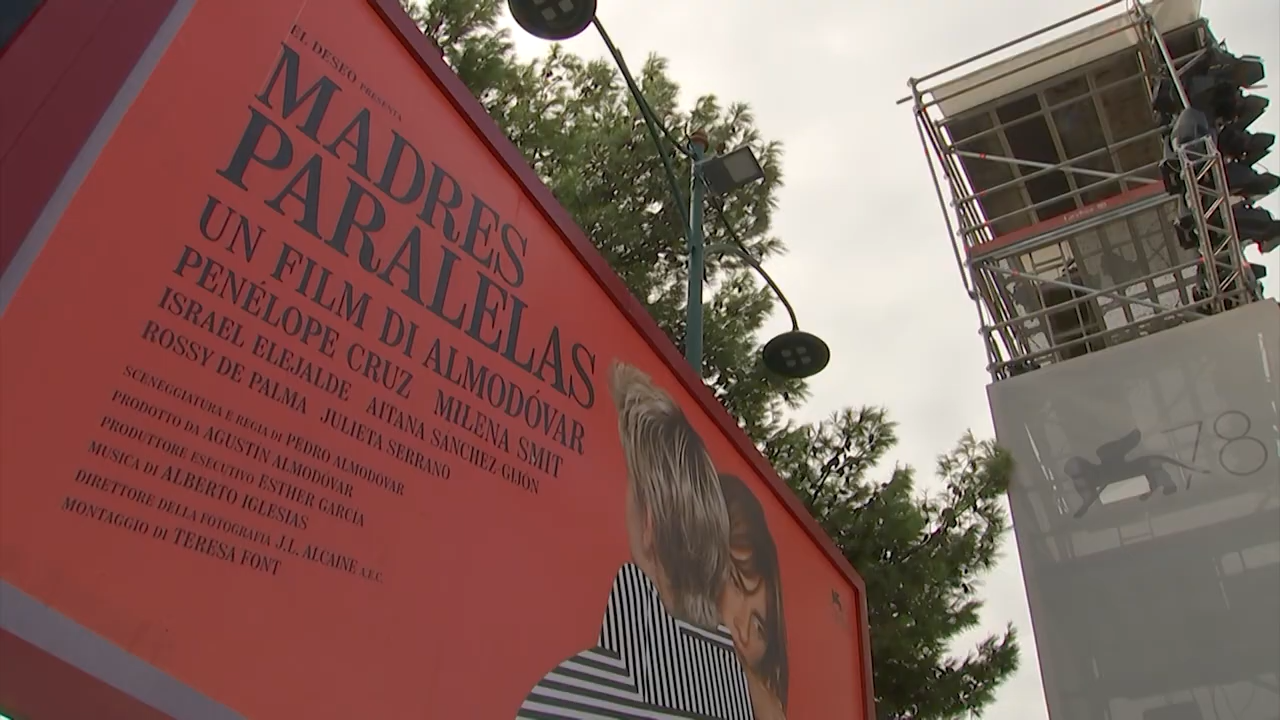 EL DESEO PRESENTA
MADRES
PARALELAS
UN FILM DI ALMODÓVAR
PENÉLOPE CRUZ MILENA SMIT
ISRAEL ELEJALDE AITANA SÁNCHEZ-GIJÓN
ROSSY DE PALMA JULIETA SERRANO
SCENEGGIATURA E REGIA DI PEDRO ALMODÓVAR
PRODOTTO DA AGUSTÍN ALMODÓVAR
PRODUTTORE ESECUTIVO ESTHER GARCÍA
MUSICA DI ALBERTO IGLESIAS
DIRETTORE DELLA FOTOGRAFIA J.L. ALCAINE A.E.C.
MONTAGGIO DI TERESA FONT
78